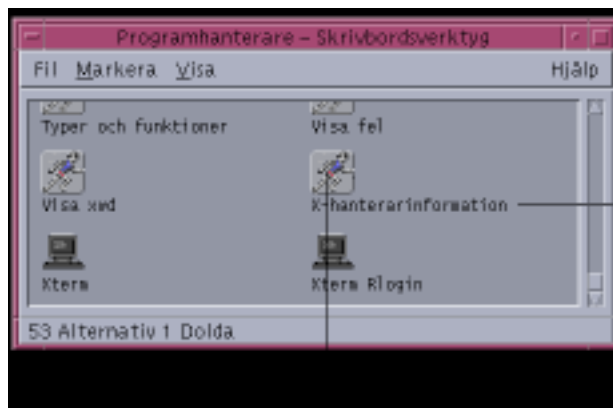 Programhanterare – Skrivbordsverktyg
Fil Markera Visa Hjälp
Typer och funktioner Visa fel
Visa xwd X-hanterarinformation
Xterm Xterm Rlogin
53 Alternativ 1 Dolda